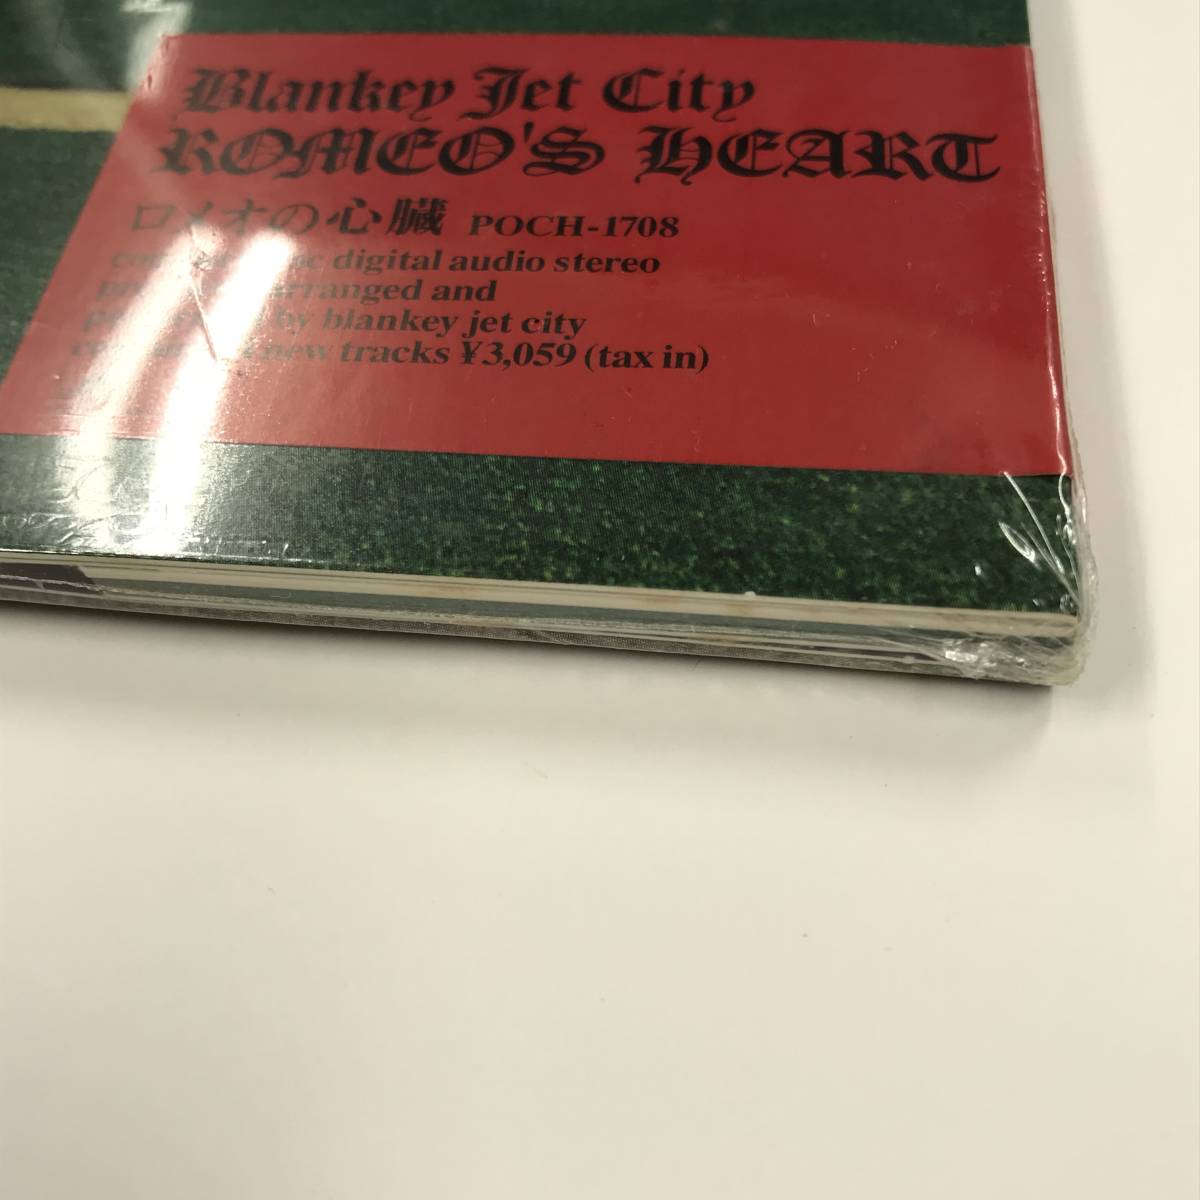 Blankey Jet City
ROMEO'S HEART
ロメオの心臓 POCH-1708
digital audio stereo
arranged and
by blankey jet city
new tracks ¥3,059 (tax in)